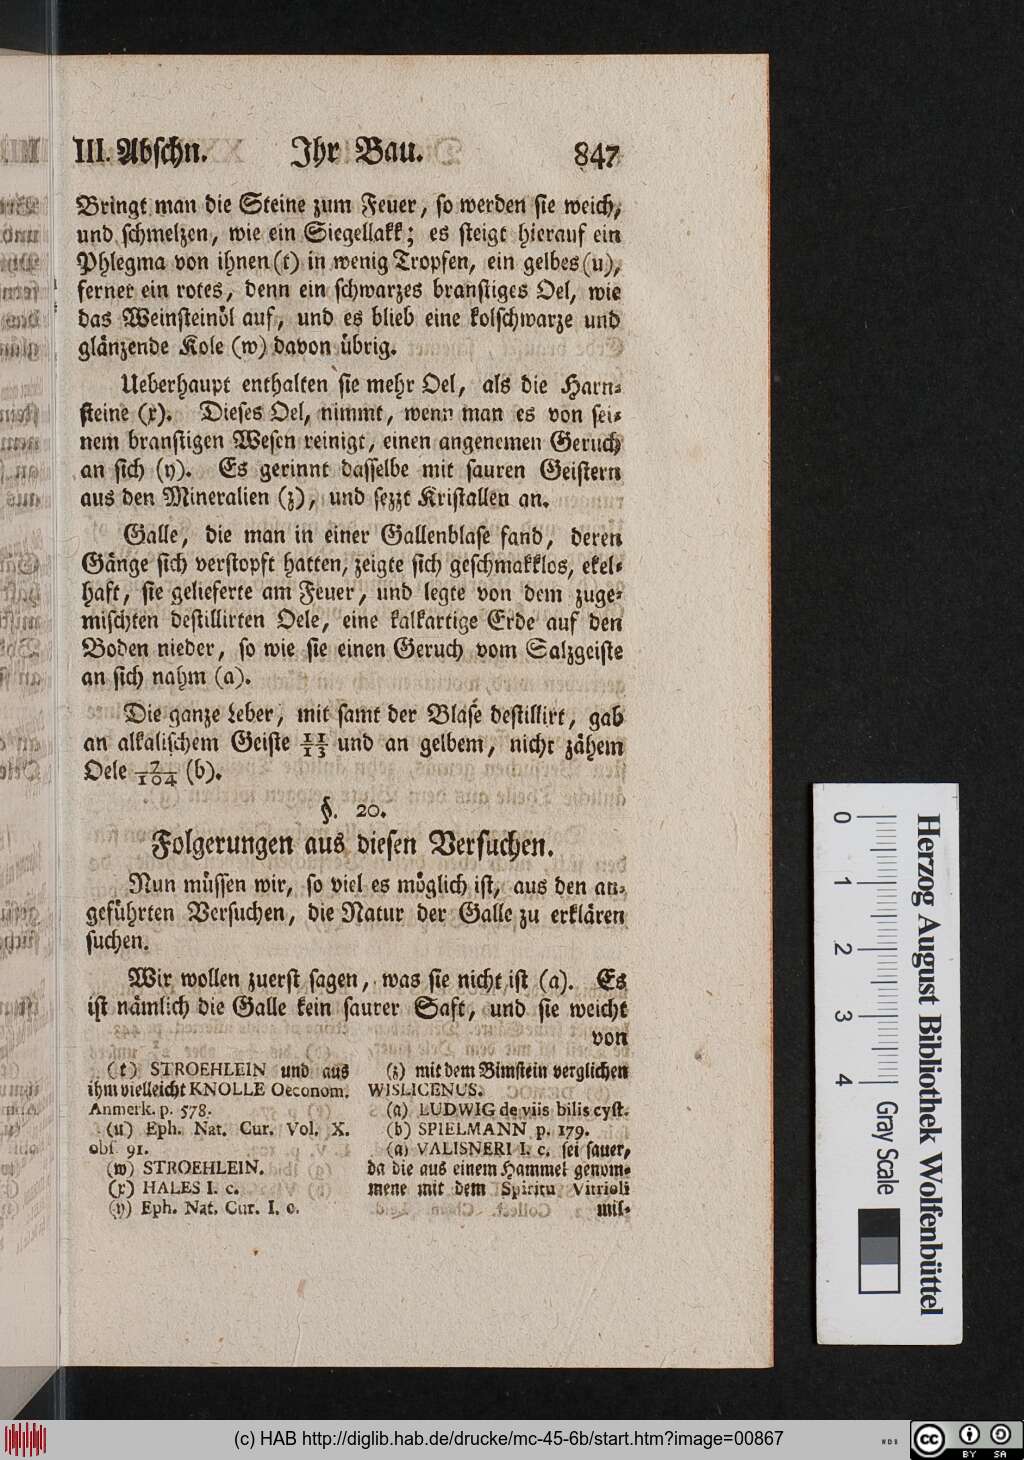 III. Abſchn. Ihr Bau. 847
Bringt man die Steine zum Feuer, ſo werden ſie weich,
und ſchmelzen, wie ein Siegellakk; es ſteigt hierauf ein
Phlegma von ihnen (t) in wenig Tropfen, ein gelbes (u),
ferner ein rotes, denn ein ſchwarzes branſtiges Oel, wie
das Weinſteinöl auf, und es blieb eine kolſchwarze und
glänzende Kole (w) davon übrig.
Ueberhaupt enthalten ſie mehr Oel, als die Harn-
ſteine (x). Dieſes Oel, nimmt, wenn man es von ſei-
nem branſtigen Weſen reinigt, einen angenemen Geruch
an ſich (y). Es gerinnt daſſelbe mit ſauren Geiſtern
aus den Mineralien (z), und ſezzt Kriſtallen an.
Galle, die man in einer Gallenblaſe fand, deren
Gänge ſich verſtopft hatten, zeigte ſich geſchmakklos, ekel-
haft, ſie gelieferte am Feuer, und legte von dem zuge-
miſchten deſtillirten Oele, eine kalkartige Erde auf den
Boden nieder, ſo wie ſie einen Geruch vom Salzgeiſte
an ſich nahm (a).
Die ganze Leber, mit ſamt der Blaſe deſtillirt, gab
an alkaliſchem Geiſte 11/13 und an gelbem, nicht zähem
Oele 7/104 (b).
§. 20.
Folgerungen aus dieſen Verſuchen.
Nun müſſen wir, ſo viel es möglich iſt, aus den an-
geführten Verſuchen, die Natur der Galle zu erklären
ſuchen.
Wir wollen zuerſt ſagen, was ſie nicht iſt (a). Es
iſt nämlich die Galle kein ſaurer Saft, und ſie weicht
von
(t) STROEHLEIN und aus
ihm vielleicht KNOLLE Oeconom.
Anmerk. p. 578.
(u) Eph. Nat. Cur. Vol. X.
obſ. 91.
(w) STROEHLEIN.
(x) HALES I. c.
(y) Eph. Nat. Cur. I. c.
(z) mit dem Bimſtein verglichen
WISLICENUS.
(a) LUDWIG de viis bilis cyſt.
(b) SPIELMANN p. 179.
(a) VALISNERI I. c. ſei ſauer,
da die aus einem Hammel genom-
mene mit dem Spiritu Vitrioli
miſ-
0 1 2 3 4 Gray Scale
Herzog August Bibliothek Wolfenbüttel
(c) HAB http://diglib.hab.de/drucke/mc-45-6b/start.htm?image=00867
WDB
cc BY SA